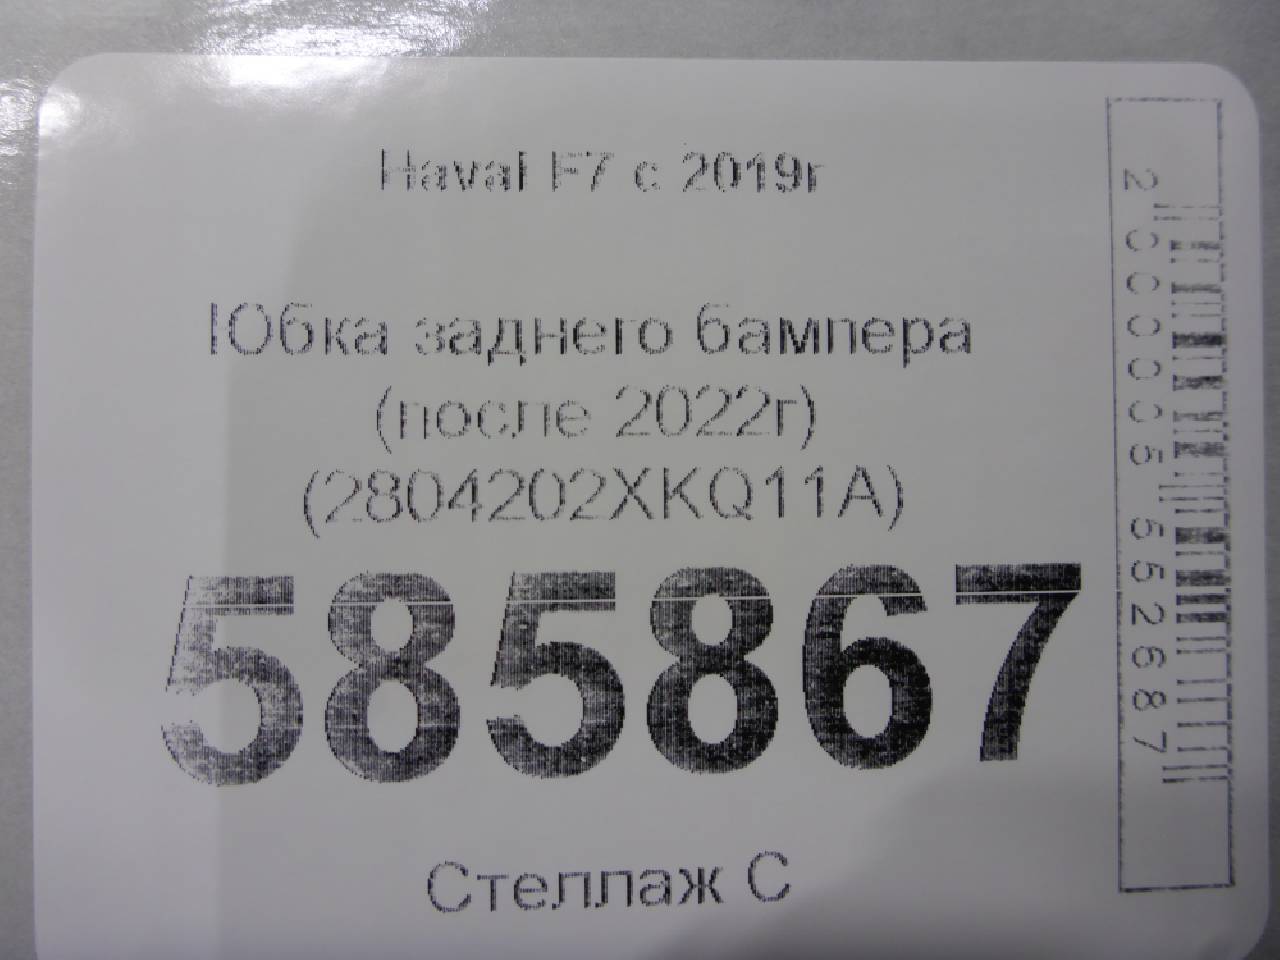 Haval F7 с 2019г
Юбка заднего бампера
(после 2022г)
(2804202XKQ11A)
585867
Стеллаж С
2000005552687